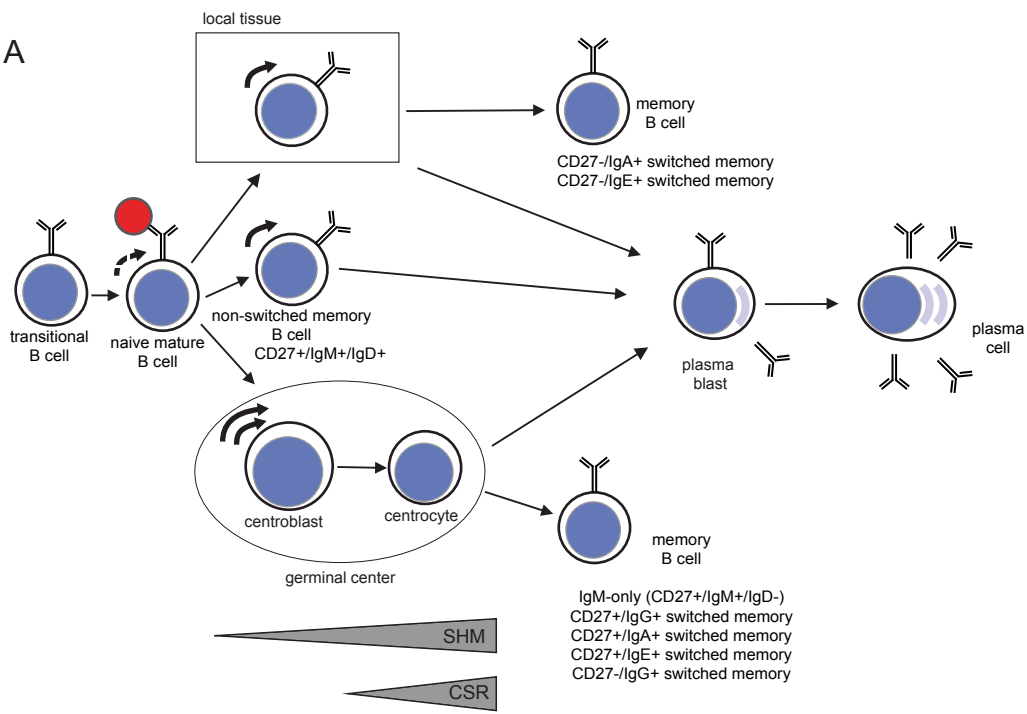 A
local tissue
memory
B cell
CD27-/IgA+ switched memory
CD27-/IgE+ switched memory
transitional
B cell
naive mature
B cell
non-switched memory
B cell
CD27+/IgM+/IgD+
plasma
blast
plasma
cell
centroblast
centrocyte
germinal center
memory
B cell
IgM-only (CD27+/IgM+/IgD-)
CD27+/IgG+ switched memory
CD27+/IgA+ switched memory
CD27+/IgE+ switched memory
CD27-/IgG+ switched memory
SHM
CSR